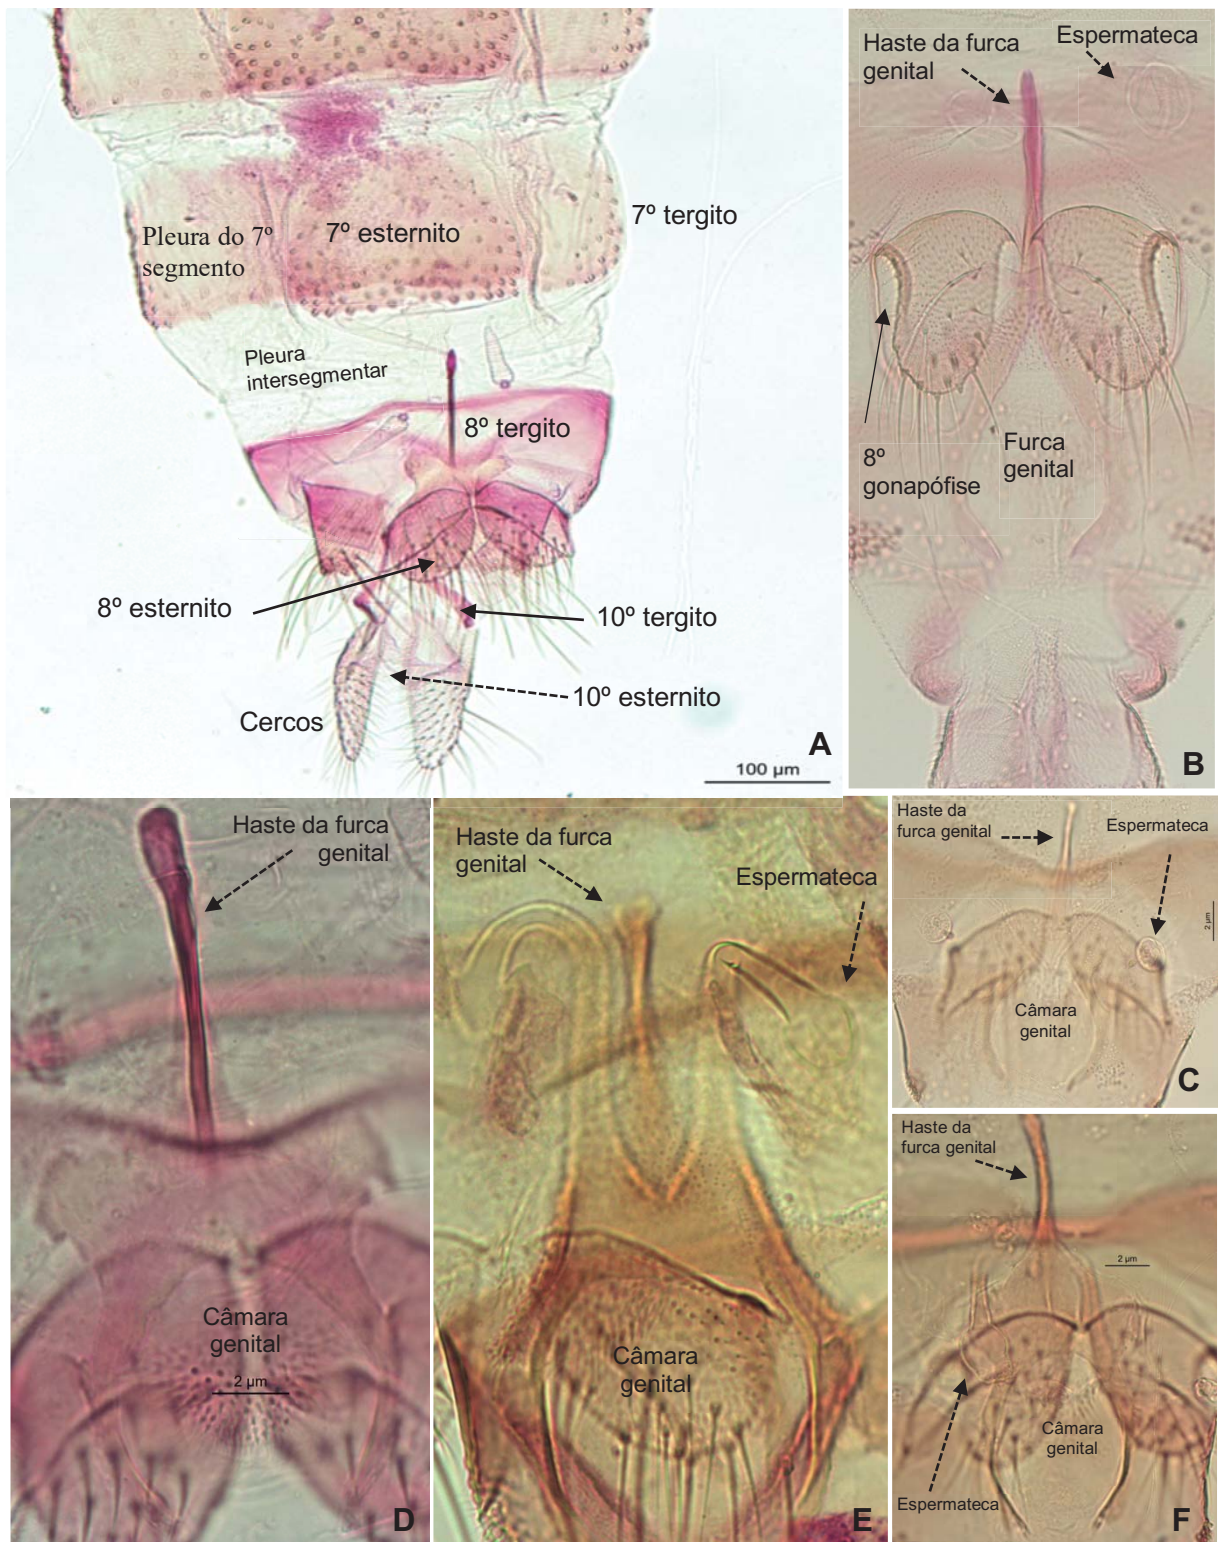 7º tergito
Pleura do 7º
segmento
7º esternito
Pleura
intersegmentar
8º tergito
8º esternito
10º tergito
10º esternito
Cercos
A
100 µm
Haste da furca
genital
Espermateca
8º
gonapófise
Furca
genital
B
Haste da
furca genital
Espermateca
2 µm
Câmara
genital
C
Haste da furca
genital
Câmara
genital
2 µm
D
Haste da furca
genital
Espermateca
Câmara
genital
E
Haste da
furca genital
2 µm
Câmara
genital
Espermateca
F